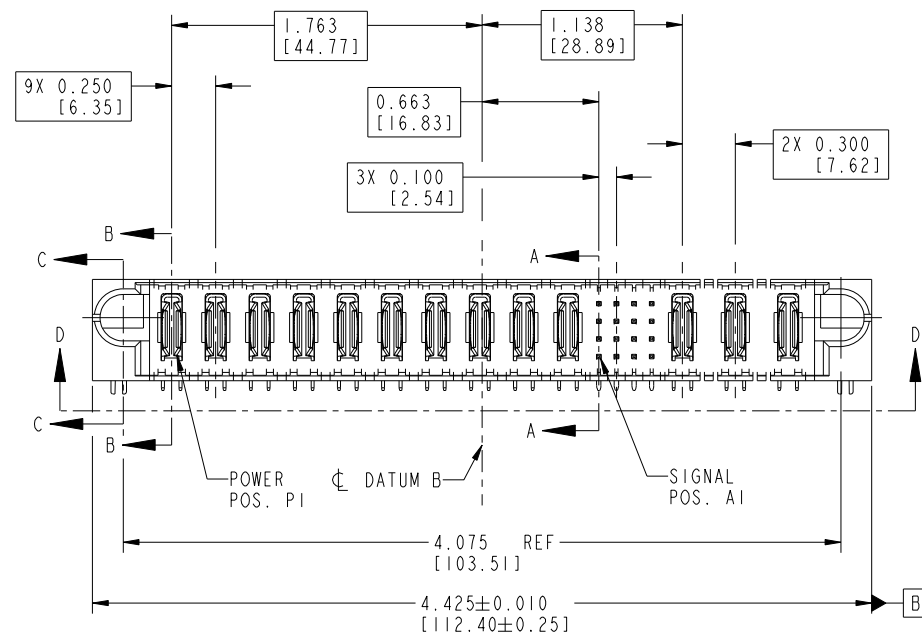 1.763
[44.77]
1.138
[28.89]
9X 0.250
[6.35]
0.663
[16.83]
2X 0.300
[7.62]
3X 0.100
[2.54]
B
C
A
D
D
C
B
A
POWER
POS. P1
℄ DATUM B
SIGNAL
POS. A1
4.075 REF
[103.51]
4.425±0.010
[112.40±0.25]
B